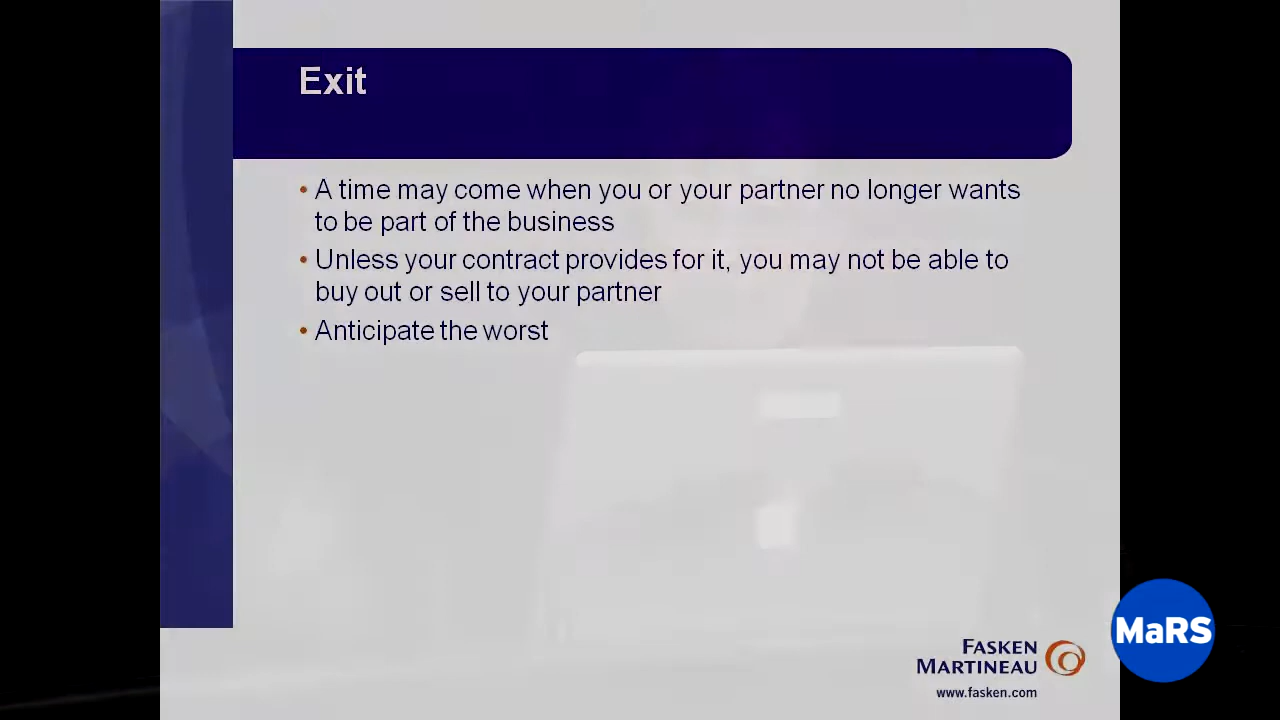 Exit
• A time may come when you or your partner no longer wants
to be part of the business
• Unless your contract provides for it, you may not be able to
buy out or sell to your partner
• Anticipate the worst
FASKEN
MARTINEAU
www.fasken.com
MaRS